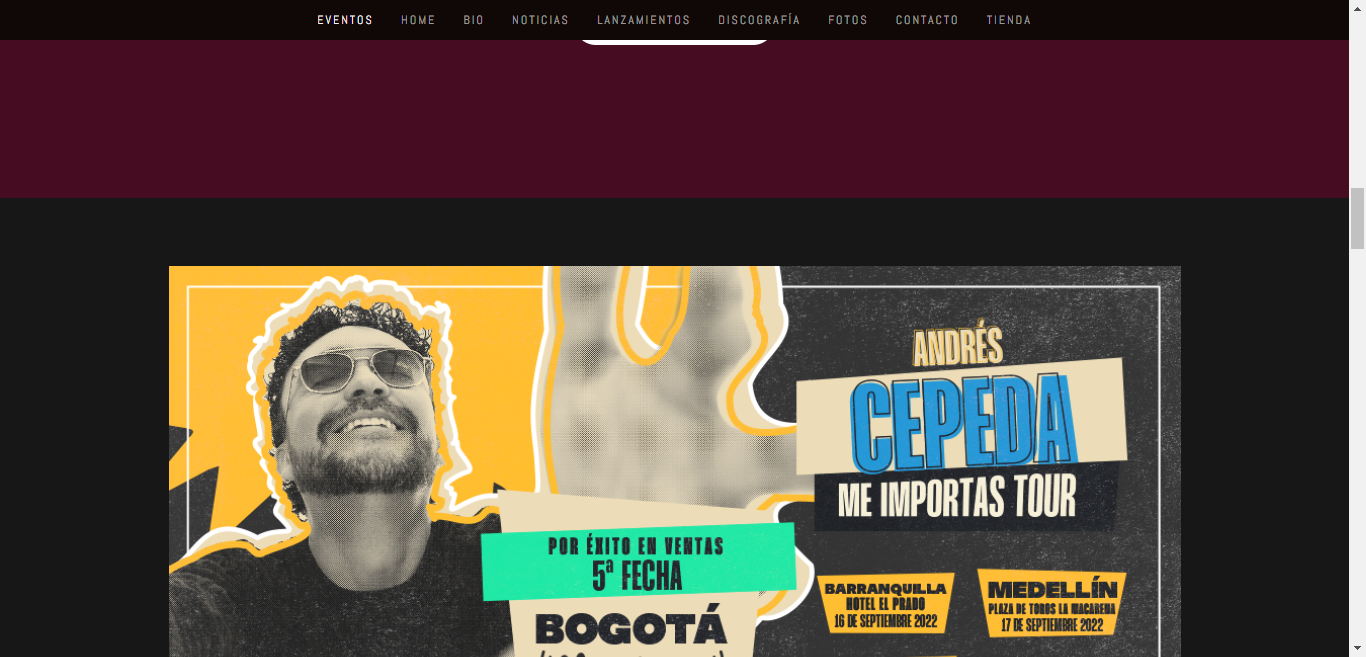 EVENTOS HOME BIO NOTICIAS LANZAMIENTOS DISCOGRAFÍA FOTOS CONTACTO TIENDA
ANDRÉS
CEPEDA
ME IMPORTAS TOUR
POR ÉXITO EN VENTAS
5ª FECHA
BOGOTÁ
BARRANQUILLA
HOTEL EL PRADO
16 DE SEPTIEMBRE 2022
MEDELLÍN
PLAZA DE TOROS LA MACARENA
17 DE SEPTIEMBRE 2022